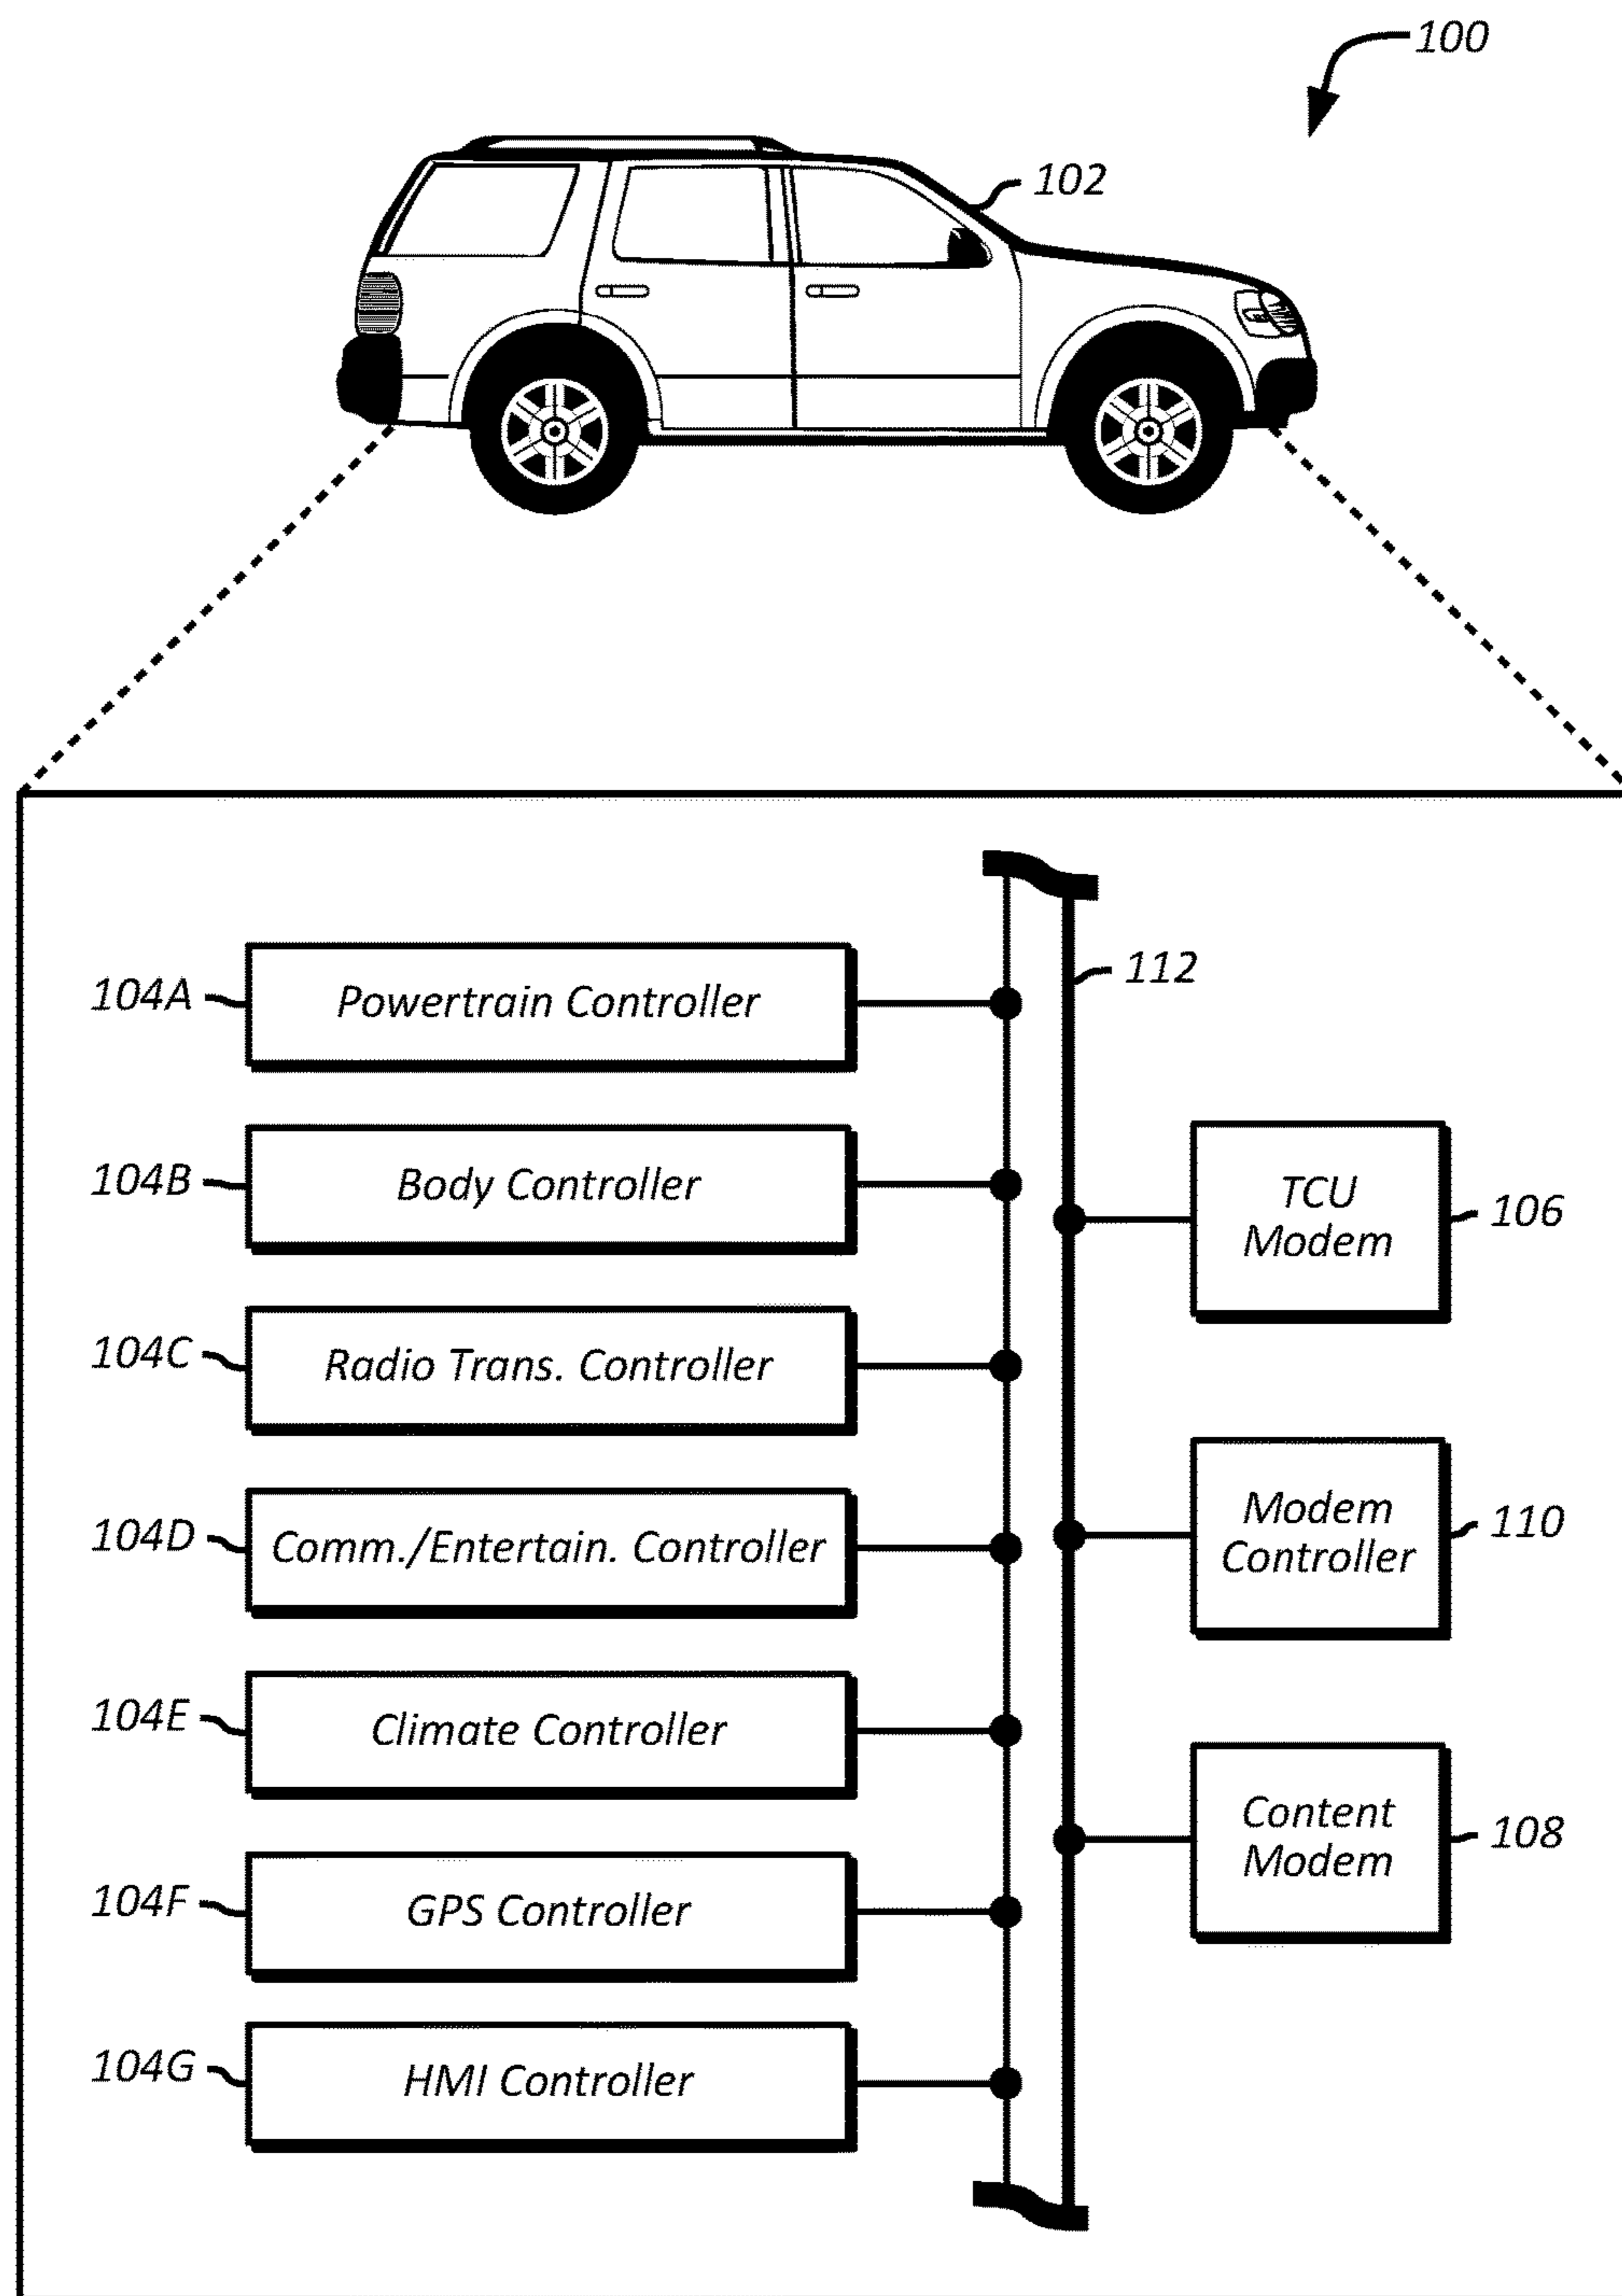 100
102
112
104A Powertrain Controller
104B Body Controller
TCU
Modem
106
104C Radio Trans. Controller
104D Comm./Entertain. Controller
Modem
Controller
110
104E Climate Controller
Content
Modem
108
104F GPS Controller
104G HMI Controller